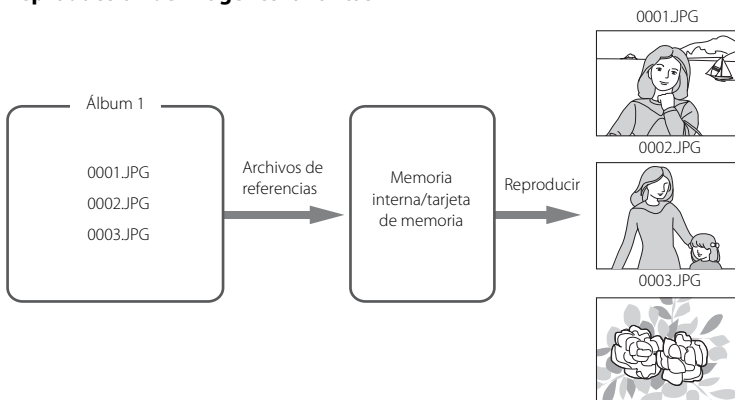 0001.JPG
Álbum 1
0001.JPG
0002.JPG
0003.JPG
Archivos de
referencias
Memoria
interna/tarjeta
de memoria
Reproducir
0002.JPG
0003.JPG